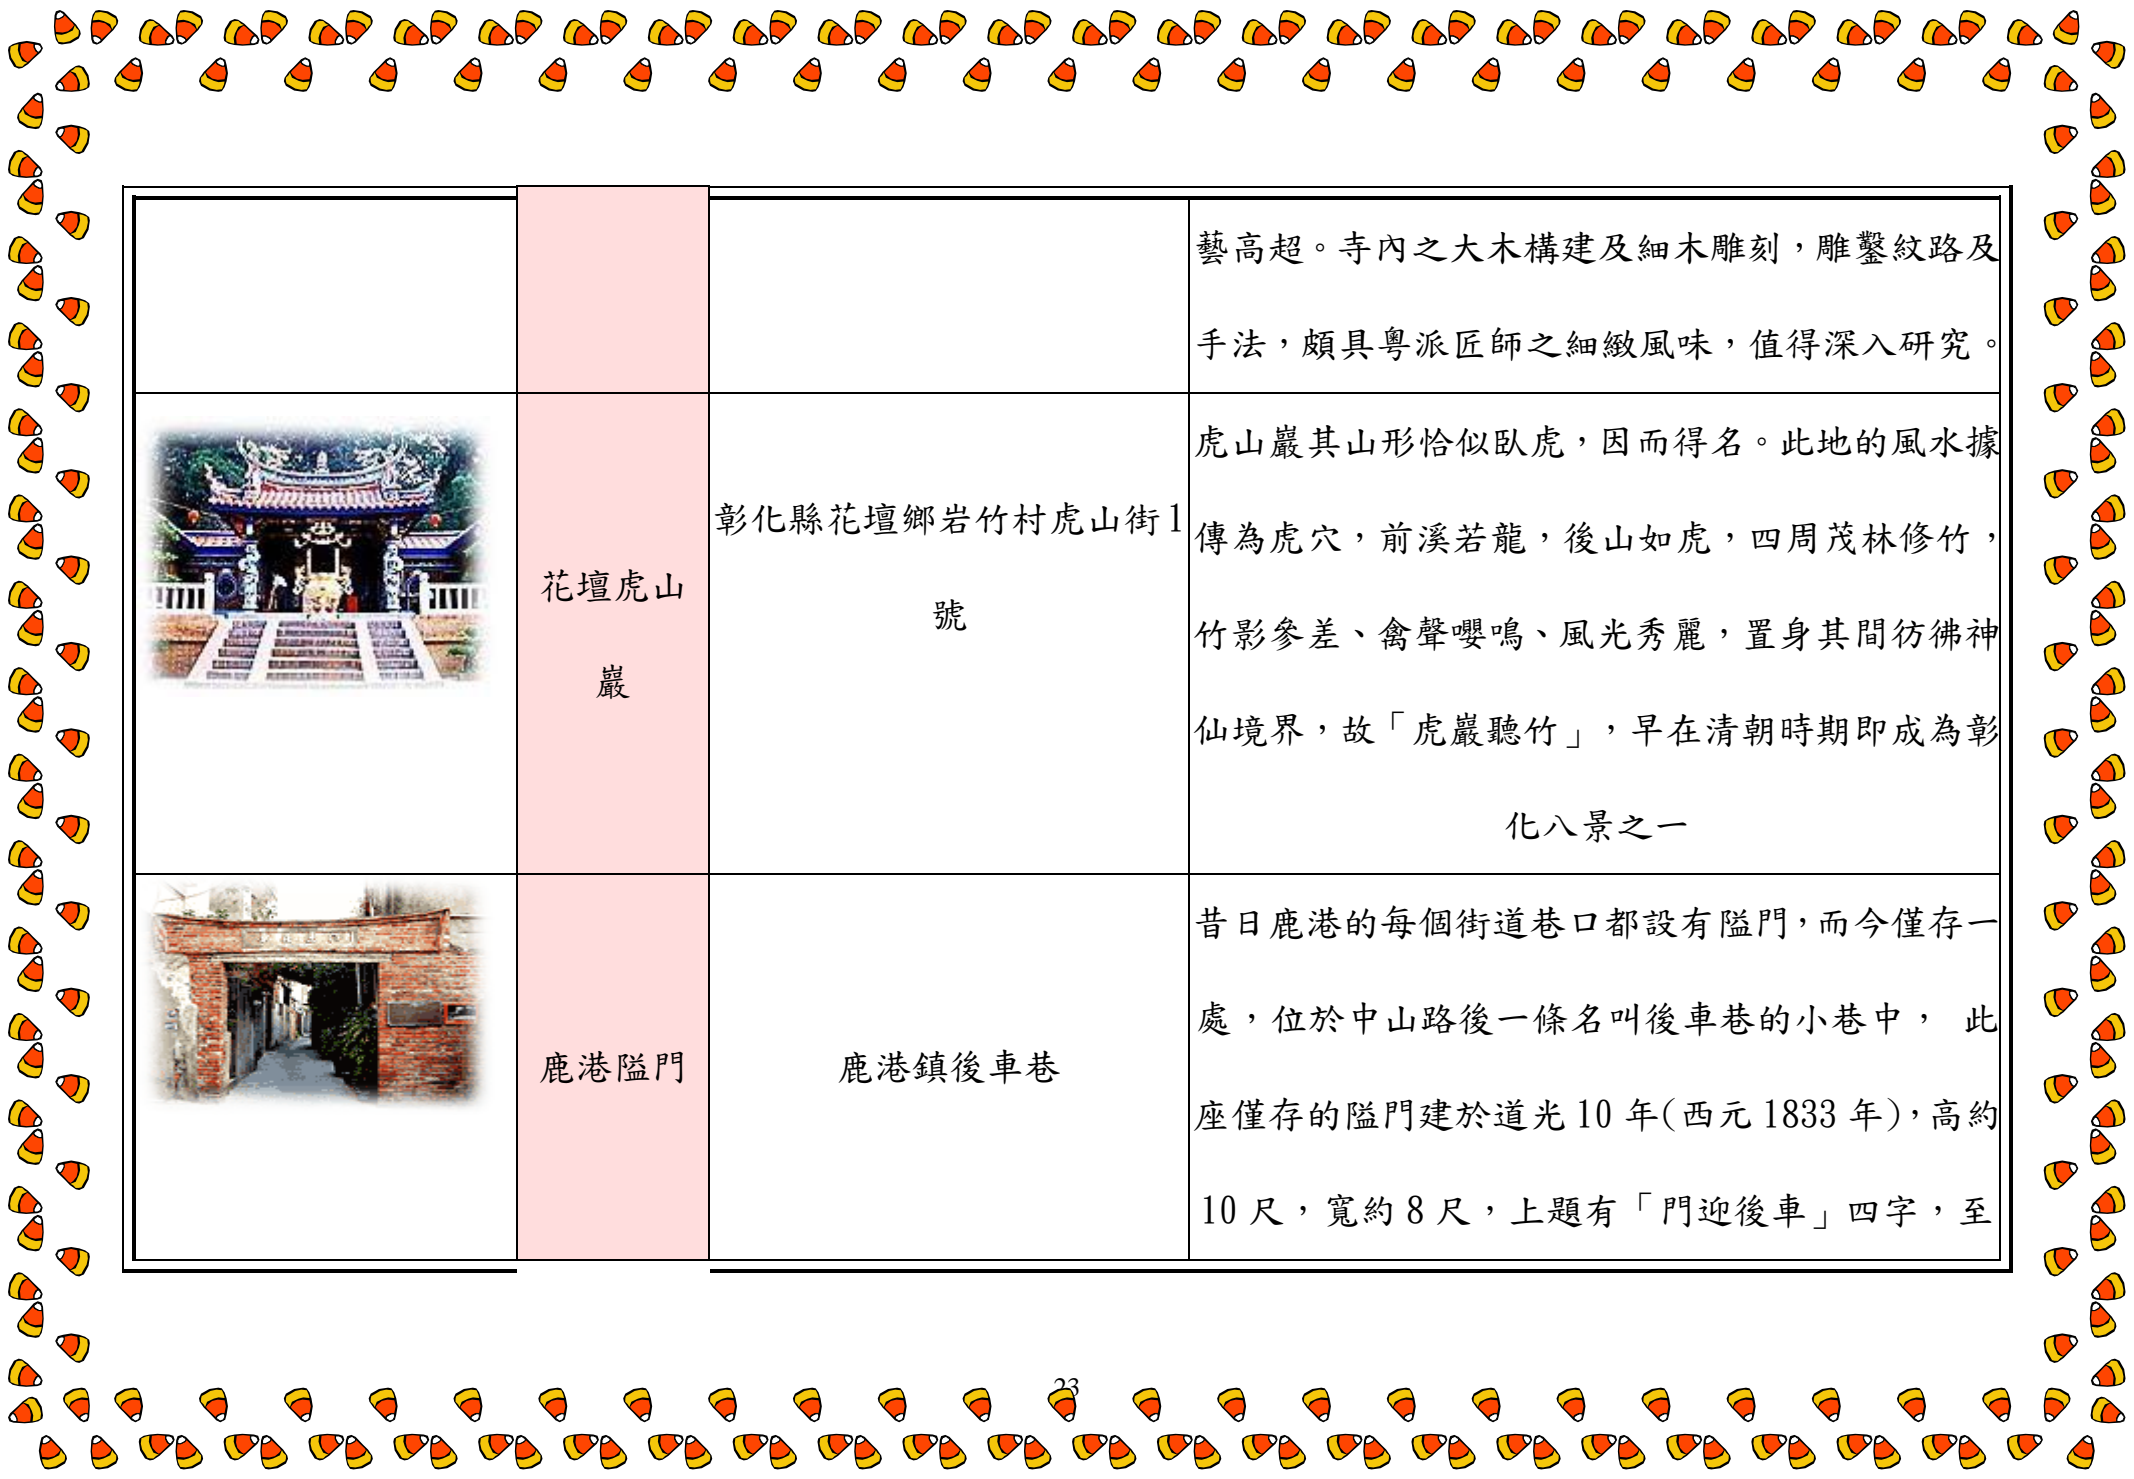 藝高超。寺內之大木構建及細木雕刻，雕鑿紋路及
手法，頗具粵派匠師之細緻風味，值得深入研究。
花壇虎山
巖
彰化縣花壇鄉岩竹村虎山街1
號
虎山巖其山形恰似臥虎，因而得名。此地的風水據
傳為虎穴，前溪若龍，後山如虎，四周茂林修竹，
竹影參差、禽聲嚶鳴、風光秀麗，置身其間彷彿神
仙境界，故「虎巖聽竹」，早在清朝時期即成為彰
化八景之一
鹿港隘門
鹿港鎮後車巷
昔日鹿港的每個街道巷口都設有隘門，而今僅存一
處，位於中山路後一條名叫後車巷的小巷中， 此
座僅存的隘門建於道光 10 年(西元 1833 年)，高約
10 尺，寬約 8 尺，上題有「門迎後車」四字，至
23